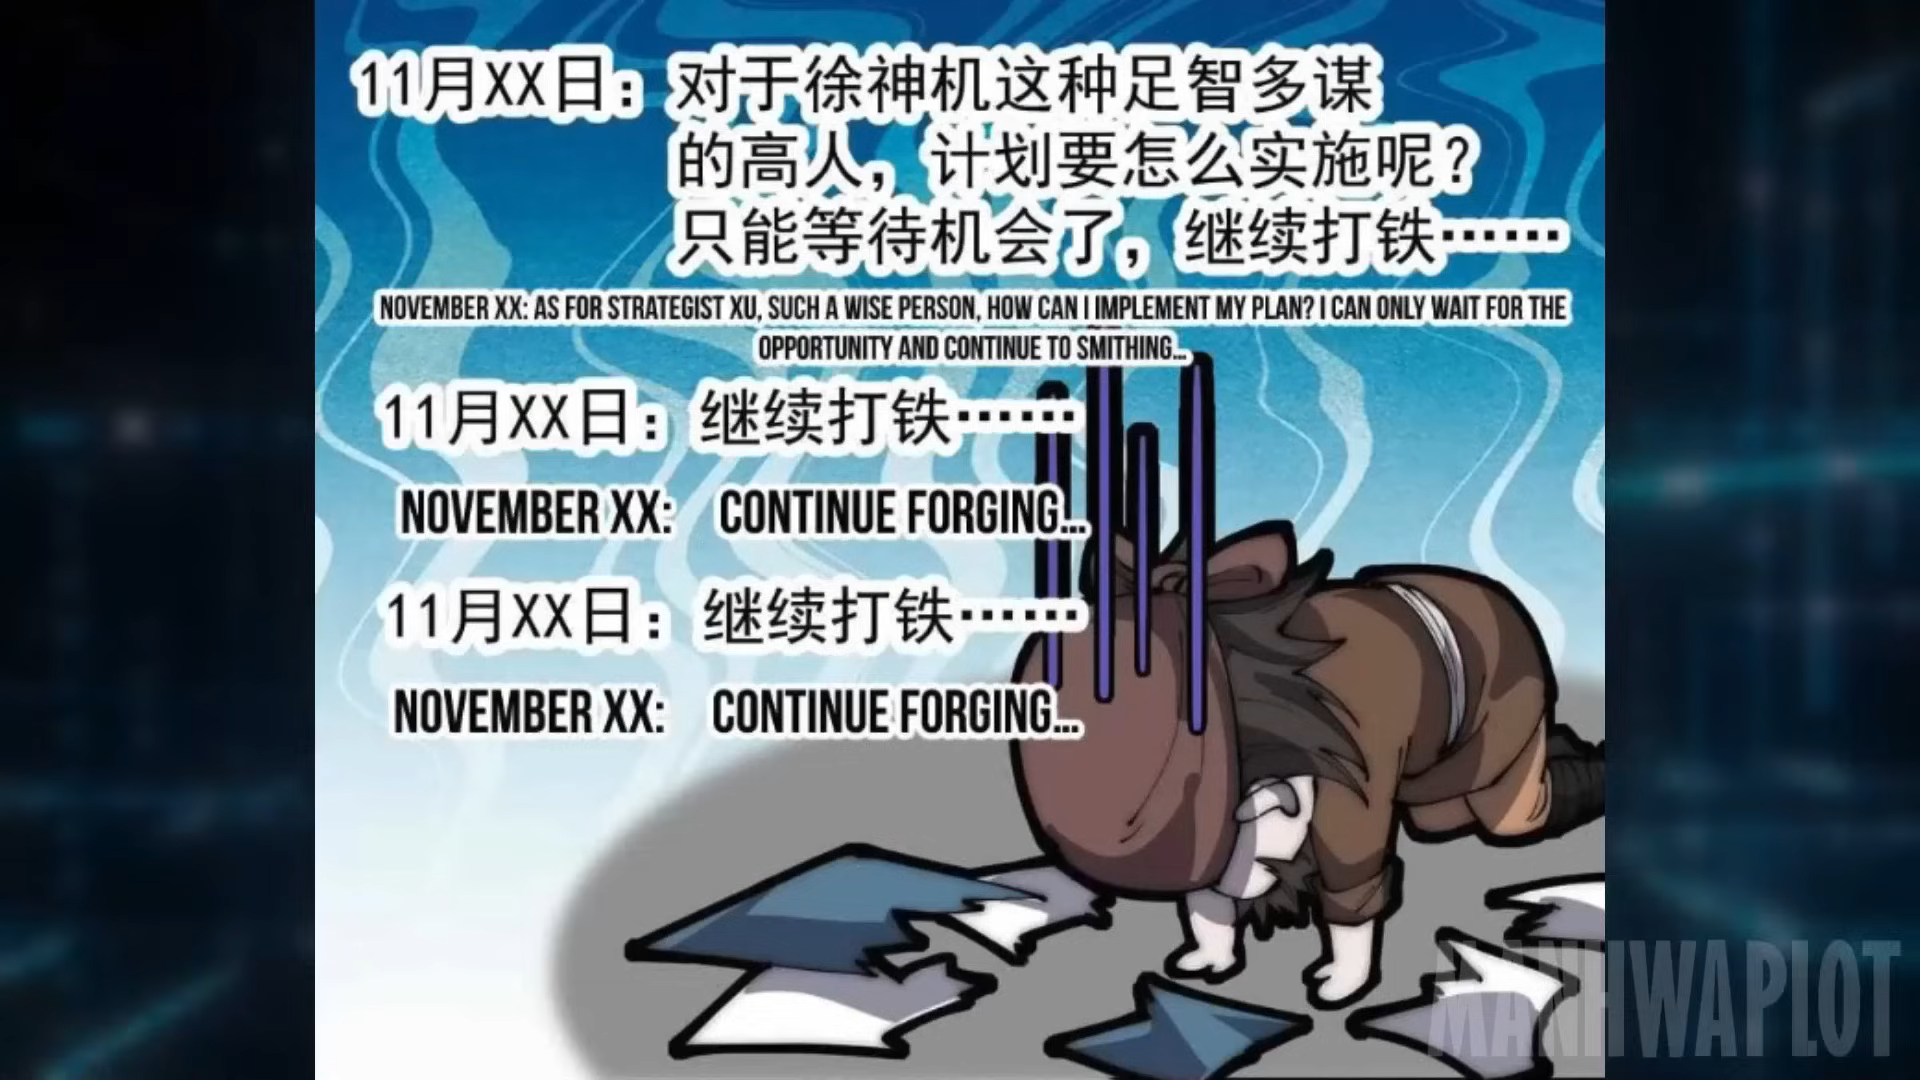 11月XX日：对于徐神机这种足智多谋
的高人，计划要怎么实施呢？
只能等待机会了，继续打铁……
NOVEMBER XX: AS FOR STRATEGIST XU, SUCH A WISE PERSON, HOW CAN I IMPLEMENT MY PLAN? I CAN ONLY WAIT FOR THE
OPPORTUNITY AND CONTINUE TO SMITHING...
11月XX日：继续打铁……
NOVEMBER XX: CONTINUE FORGING...
11月XX日：继续打铁……
NOVEMBER XX: CONTINUE FORGING...
MANHWAPLOT